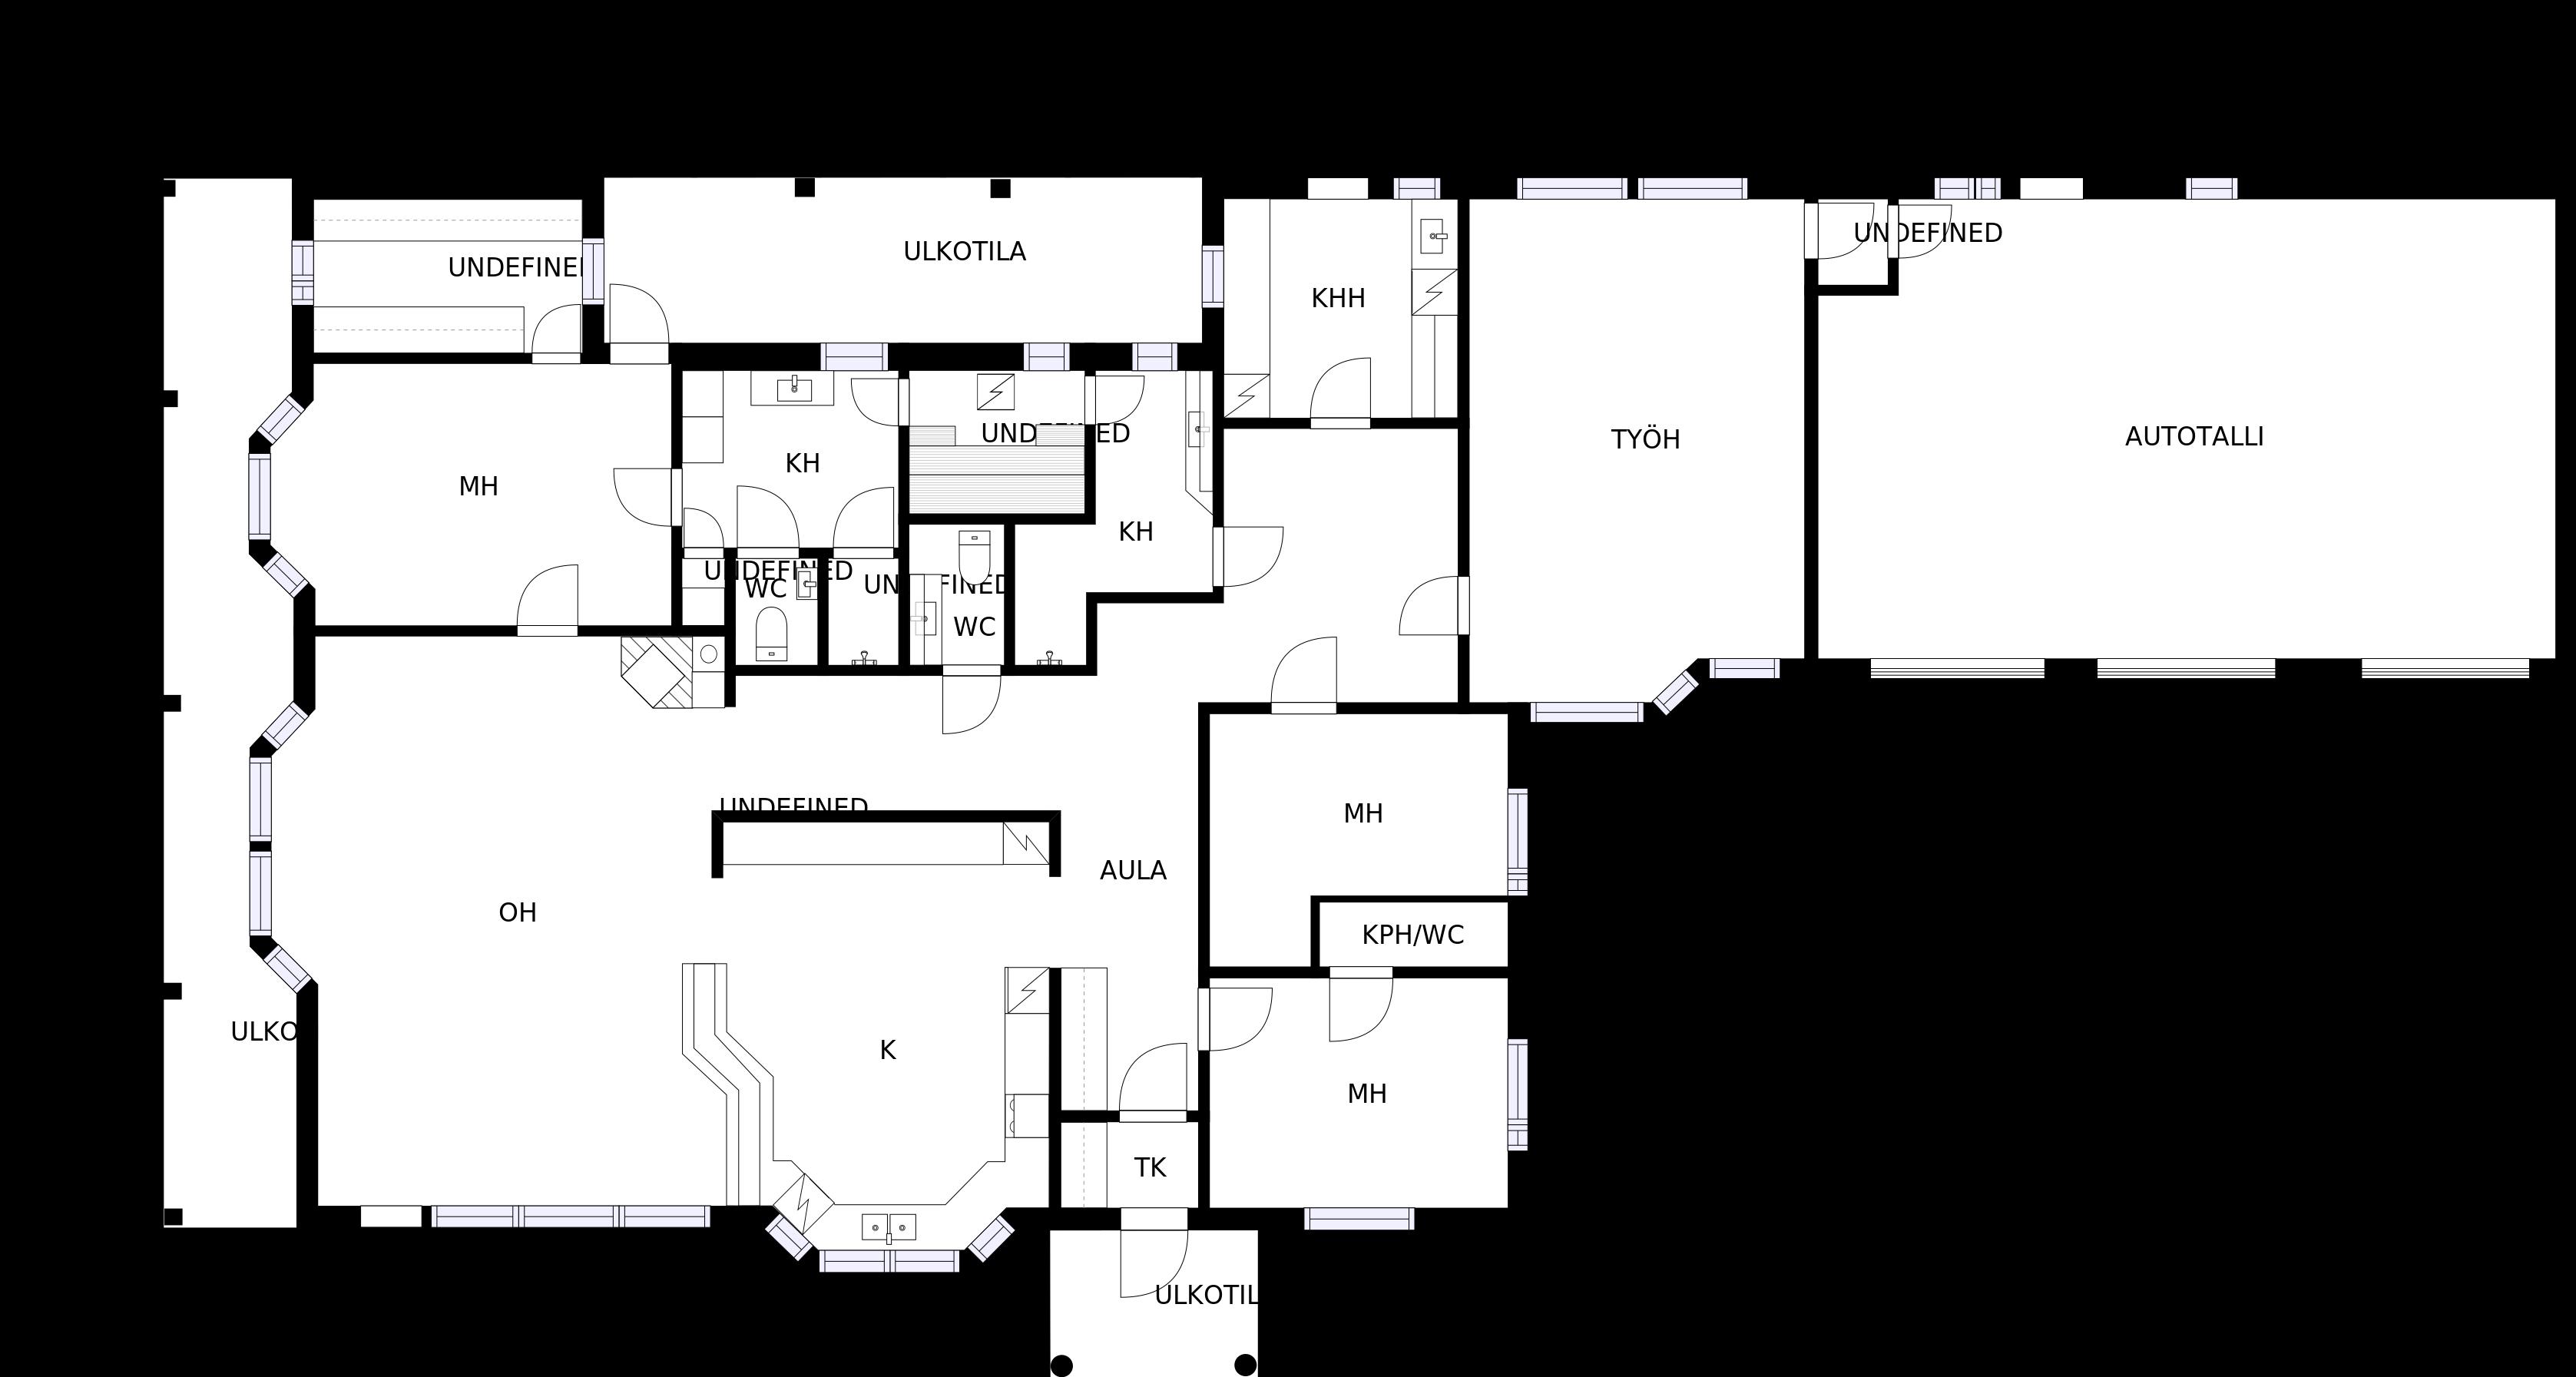 UNDEFINED
ULKOTILA
UNDEFINE
KHH
TYÖH
AUTOTALLI
UNDEFINED
KH
MH
KH
UNDEFINED
WC
UNDEFINED
WC
UNDEFINED
MH
AULA
OH
KPH/WC
ULKO
K
MH
TK
ULKOTIL